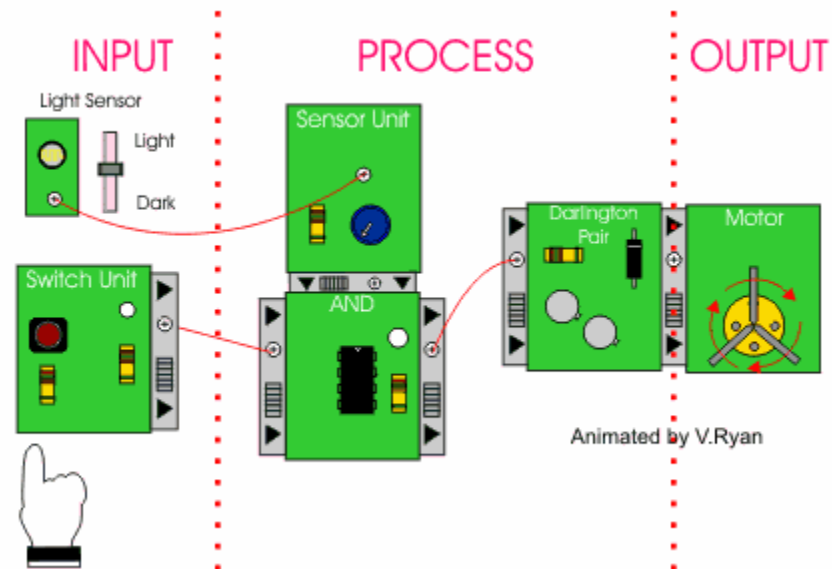 INPUT
PROCESS
OUTPUT
Light Sensor
Light
Dark
Sensor Unit
Switch Unit
AND
Darlington
Pair
Motor
Animated by V.Ryan